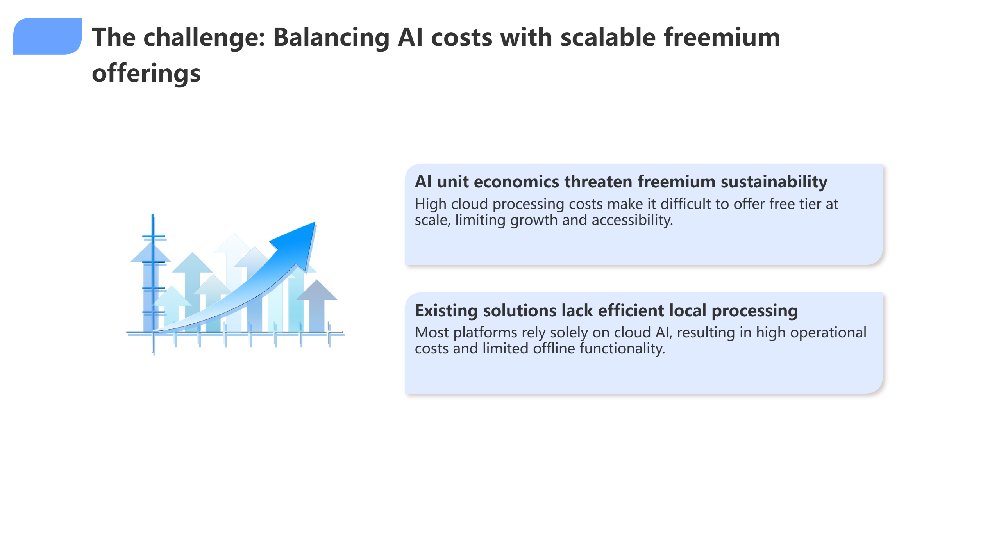 The challenge: Balancing AI costs with scalable freemium
offerings
AI unit economics threaten freemium sustainability
High cloud processing costs make it difficult to offer free tier at
scale, limiting growth and accessibility.
Existing solutions lack efficient local processing
Most platforms rely solely on cloud AI, resulting in high operational
costs and limited offline functionality.